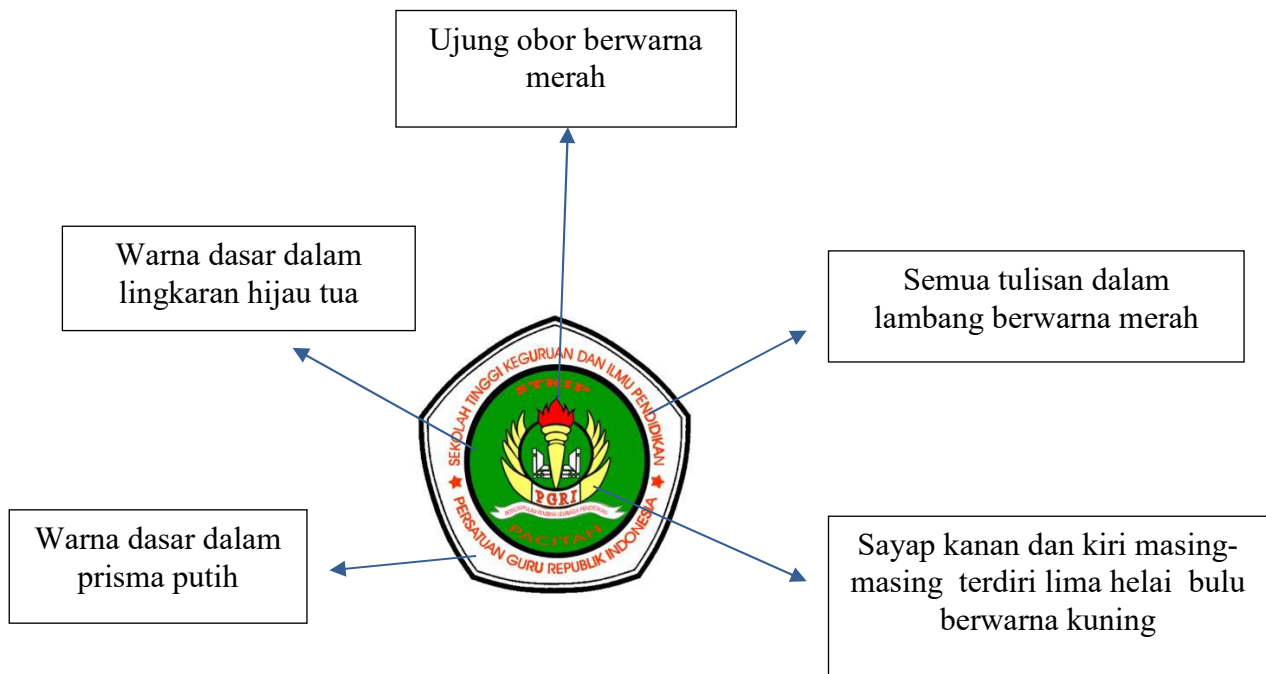 Ujung obor berwarna
merah
Warna dasar dalam
lingkaran hijau tua
Semua tulisan dalam
lambang berwarna merah
SEKOLAH TINGGI KEGURUAN DAN ILMU PENDIDIKAN
STKIP
PGRI
PACITAN
PERSATUAN GURU REPUBLIK INDONESIA
Warna dasar dalam
prisma putih
Sayap kanan dan kiri masing-
masing terdiri lima helai bulu
berwarna kuning